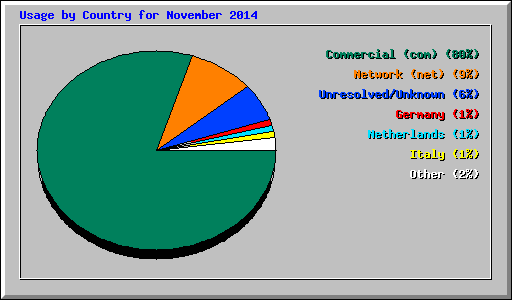 Usage by Country for November 2014
Commercial (com) (80%)
Network (net) (9%)
Unresolved/Unknown (6%)
Germany (1%)
Netherlands (1%)
Italy (1%)
Other (2%)